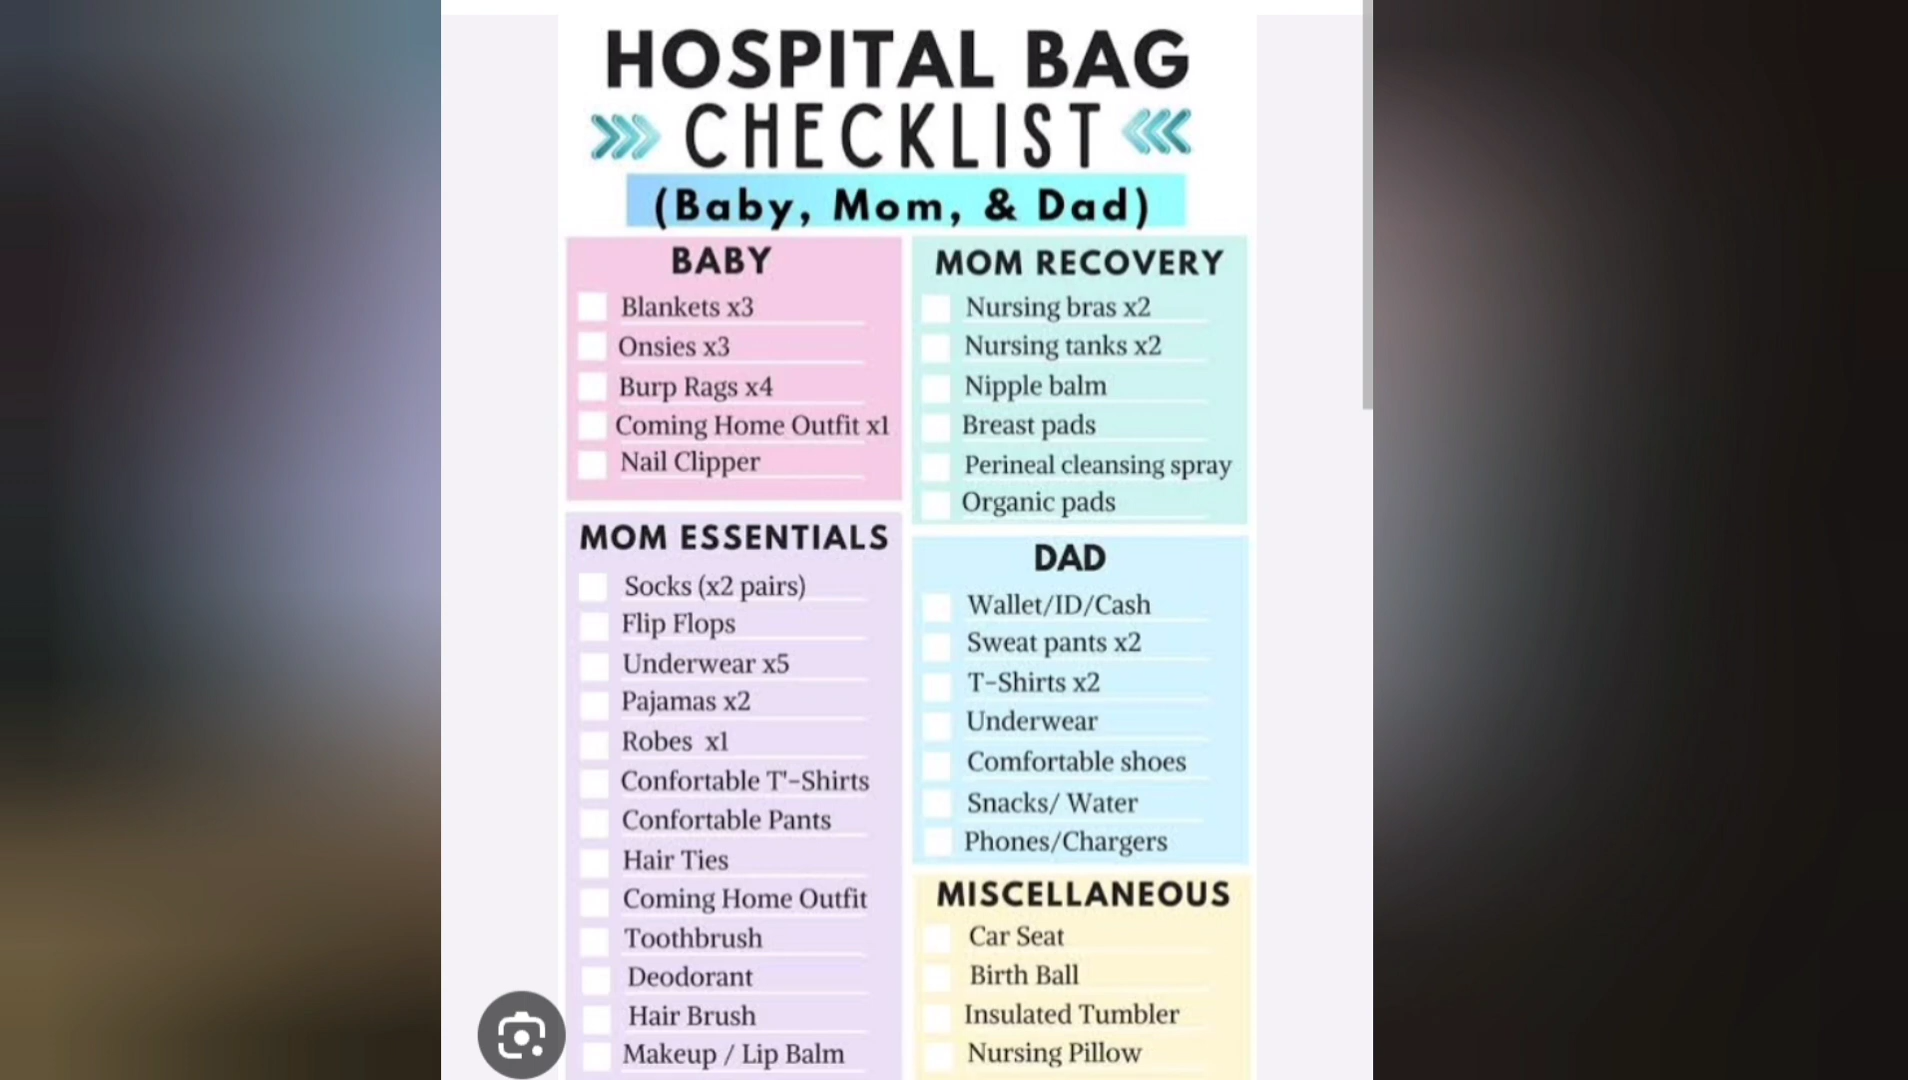 HOSPITAL BAG
CHECKLIST
(Baby, Mom, & Dad)
BABY
Blankets x3
Onsies x3
Burp Rags x4
Coming Home Outfit x1
Nail Clipper
MOM ESSENTIALS
Socks (x2 pairs)
Flip Flops
Underwear x5
Pajamas x2
Robes x1
Confortable T'-Shirts
Confortable Pants
Hair Ties
Coming Home Outfit
Toothbrush
Deodorant
Hair Brush
Makeup / Lip Balm
MOM RECOVERY
Nursing bras x2
Nursing tanks x2
Nipple balm
Breast pads
Perineal cleansing spray
Organic pads
DAD
Wallet/ID/Cash
Sweat pants x2
T-Shirts x2
Underwear
Comfortable shoes
Snacks/ Water
Phones/Chargers
MISCELLANEOUS
Car Seat
Birth Ball
Insulated Tumbler
Nursing Pillow